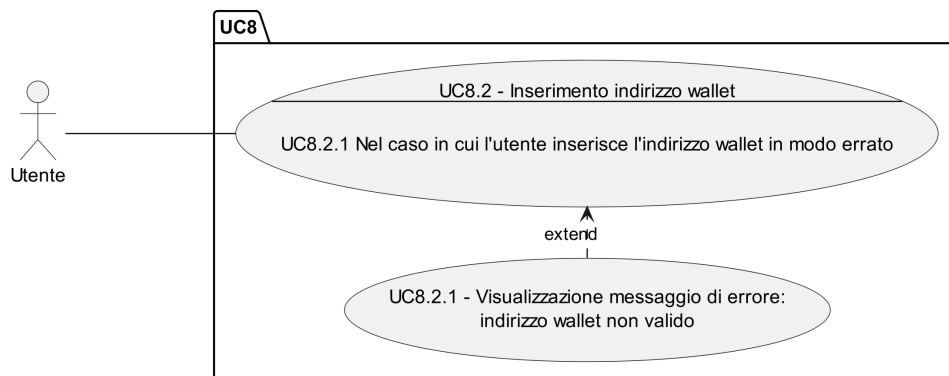 UC8
UC8.2 - Inserimento indirizzo wallet
UC8.2.1 Nel caso in cui l'utente inserisce l'indirizzo wallet in modo errato
Utente
extend
UC8.2.1 - Visualizzazione messaggio di errore:
indirizzo wallet non valido